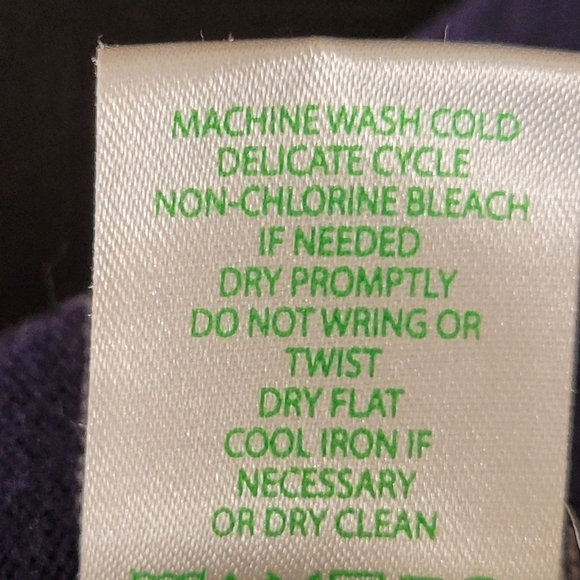 MACHINE WASH COLD
DELICATE CYCLE
NON-CHLORINE BLEACH
IF NEEDED
DRY PROMPTLY
DO NOT WRING OR
TWIST
DRY FLAT
COOL IRON IF
NECESSARY
OR DRY CLEAN